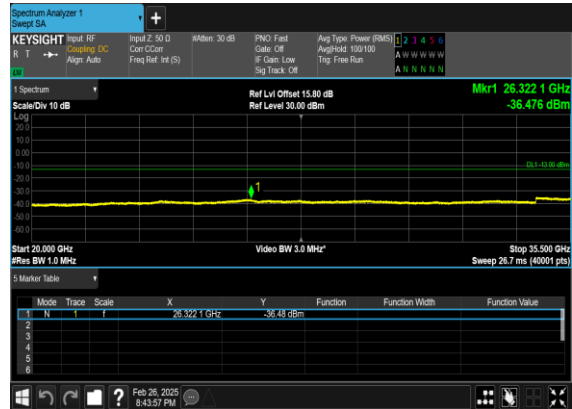 Spectrum Analyzer 1
Swept SA
+
KEYSIGHT Input: RF Input Z: 50 Ω #Atten: 30 dB PNO: Fast Avg Type: Power (RMS) 1 2 3 4 5 6
R T Coupling: DC Corr CCorr Gate: Off Avg|Hold: 100/100 A W W W W W
Align: Auto Freq Ref: Int (S) IF Gain: Low Trig: Free Run A N N N N N
Sig Track: Off
LXI
1 Spectrum Ref Lvl Offset 15.80 dB Mkr1 26.322 1 GHz
Scale/Div 10 dB Ref Level 30.00 dBm -36.476 dBm
Log
20.0
10.0
0.00
-10.0
DL1 -13.00 dBm
-20.0
1
-30.0
-40.0
-50.0
-60.0
Start 20.000 GHz Video BW 3.0 MHz* Stop 35.500 GHz
#Res BW 1.0 MHz Sweep 26.7 ms (40001 pts)
5 Marker Table
Mode Trace Scale X Y Function Function Width Function Value
1 N 1 f 26.322 1 GHz -36.48 dBm
2
3
4
5
6
? Feb 26, 2025
8:43:57 PM